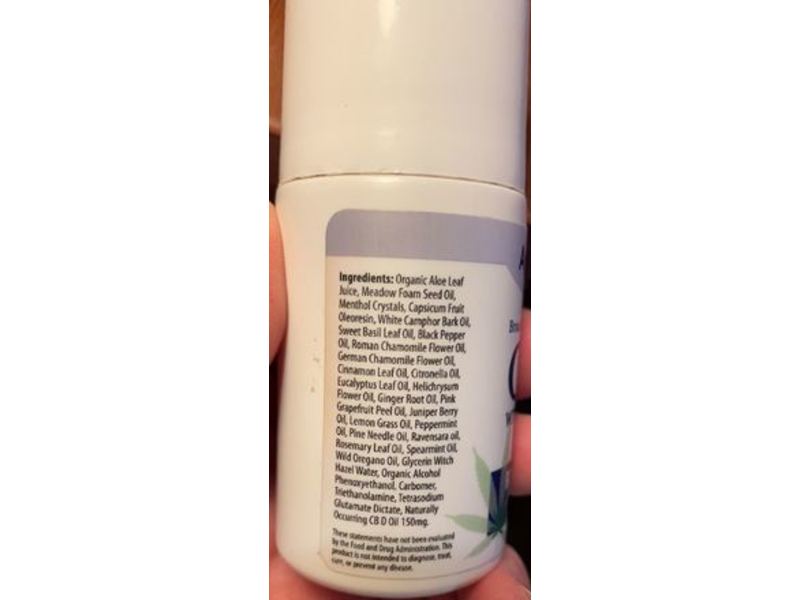 Ingredients: Organic Aloe Leaf
Juice, Meadow Foam Seed Oil,
Menthol Crystals, Capsicum Fruit
Oleoresin, White Camphor Bark Oil,
Sweet Basil Leaf Oil, Black Pepper
Oil, Roman Chamomile Flower Oil,
German Chamomile Flower Oil,
Cinnamon Leaf Oil, Citronella Oil,
Eucalyptus Leaf Oil, Helichrysum
Flower Oil, Ginger Root Oil, Pink
Grapefruit Peel Oil, Juniper Berry
Oil, Lemon Grass Oil, Peppermint
Oil, Pine Needle Oil, Ravensara oil,
Rosemary Leaf Oil, Spearmint Oil,
Wild Oregano Oil, Glycerin Witch
Hazel Water, Organic Alcohol
Phenoxyethanol, Carbomer,
Triethanolamine, Tetrasodium
Glutamate Dictate, Naturally
Occurring CB D Oil 150mg.
These statements have not been evaluated
by the Food and Drug Administration. This
product is not intended to diagnose, treat,
cure, or prevent any disease.